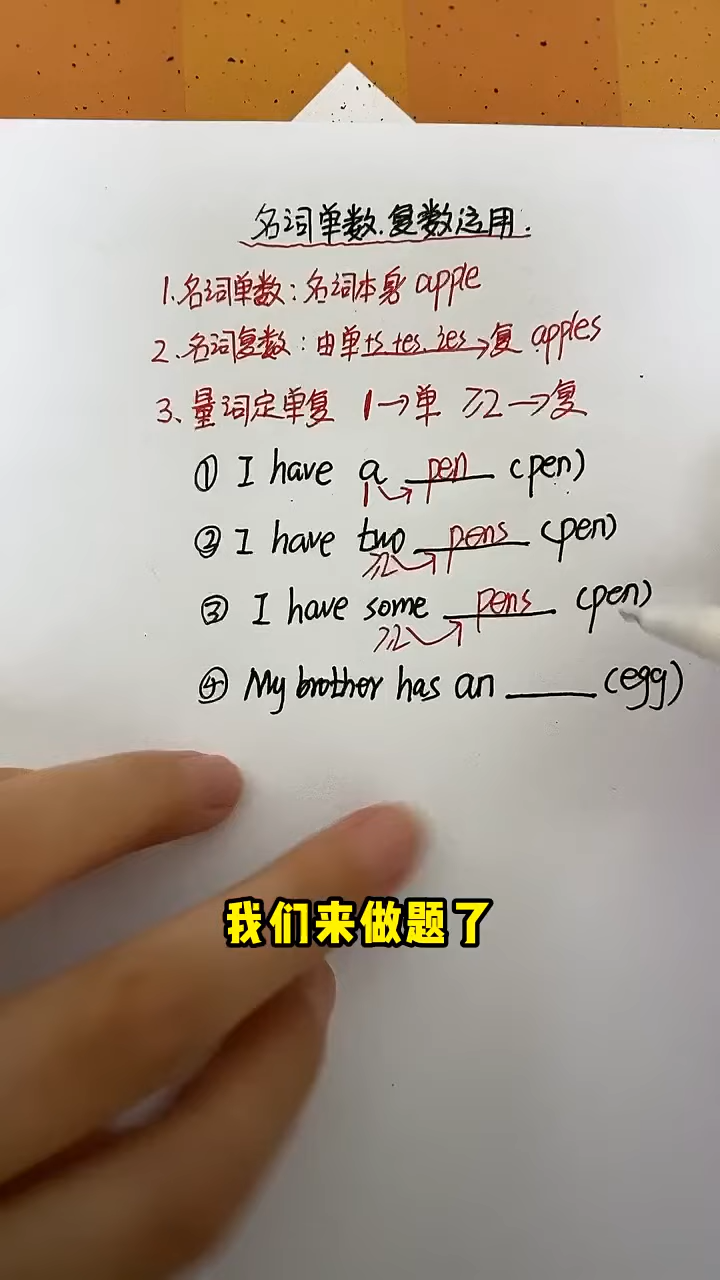 名词单数.复数运用.
1.名词单数:名词本身 apple
2.名词复数:由单+s +es. ies→复 apples
3.量词定单复 1→单 ≥2→复
① I have a pen (pen)
1
② I have two pens (pen)
≥2
③ I have some pens (pen)
≥2
④ My brother has an ____ (egg)
我们来做题了